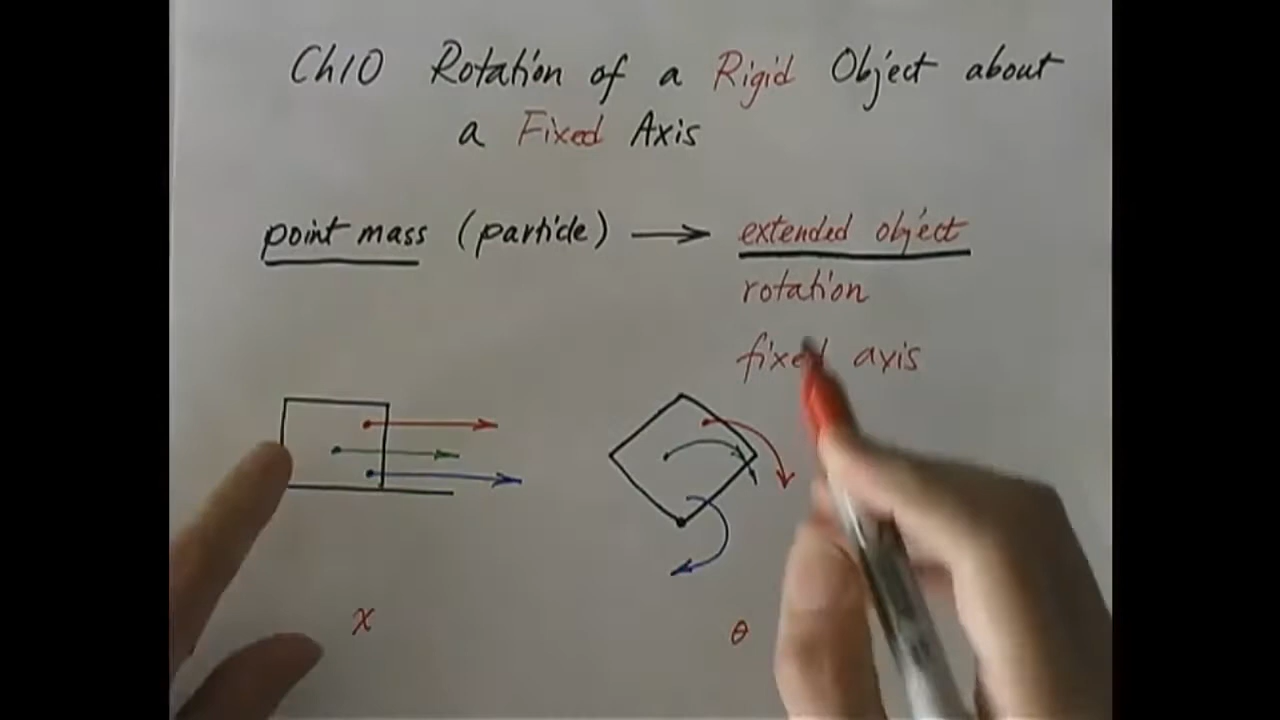 Ch10 Rotation of a Rigid Object about
a Fixed Axis
point mass (particle) → extended object
rotation
fixed axis
x
θ